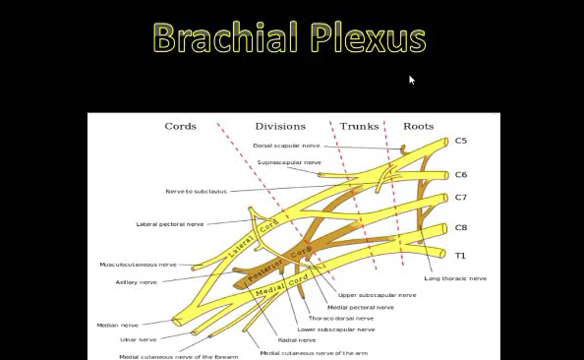 Brachial Plexus
Cords Divisions Trunks Roots
Dorsal scapular nerve
C5
Suprascapular nerve
C6
Nerve to subclavius
C7
Lateral pectoral nerve
C8
Lateral Cord
T1
Posterior Cord
Musculocutaneous nerve
Long thoracic nerve
Axillary nerve
Medial Cord
Upper subscapular nerve
Medial pectoral nerve
Thoraco dorsal nerve
Median nerve
Lower subscapular nerve
Ulnar nerve
Radial nerve
Medial cutaneous nerve of the forearm
Medial cutaneous nerve of the arm